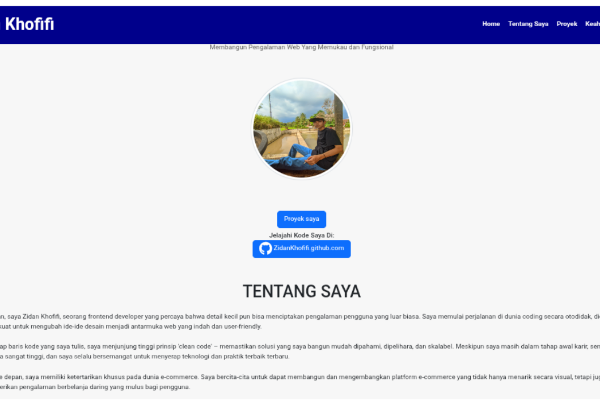 Khofifi
Home Tentang Saya Proyek
Membangun Pengalaman Web Yang Memukau dan Fungsional
Proyek saya
Jelajahi Kode Saya Di:
ZidanKhofifi.github.com
TENTANG SAYA
saya Zidan Khofifi, seorang frontend developer yang percaya bahwa detail kecil pun bisa menciptakan pengalaman pengguna yang luar biasa. Saya memulai perjalanan di dunia coding secara otodidak,
untuk mengubah ide-ide desain menjadi antarmuka web yang indah dan user-friendly.
baris kode yang saya tulis, saya menjunjung tinggi prinsip 'clean code' – memastikan solusi yang saya bangun mudah dipahami, dipelihara, dan skalabel. Meskipun saya masih dalam tahap awal karir,
sangat tinggi, dan saya selalu bersemangat untuk menyerap teknologi dan praktik terbaik terbaru.
depan, saya memiliki ketertarikan khusus pada dunia e-commerce. Saya bercita-cita untuk dapat membangun dan mengembangkan platform e-commerce yang tidak hanya menarik secara visual, tetapi
pengalaman berbelanja daring yang mulus bagi pengguna.